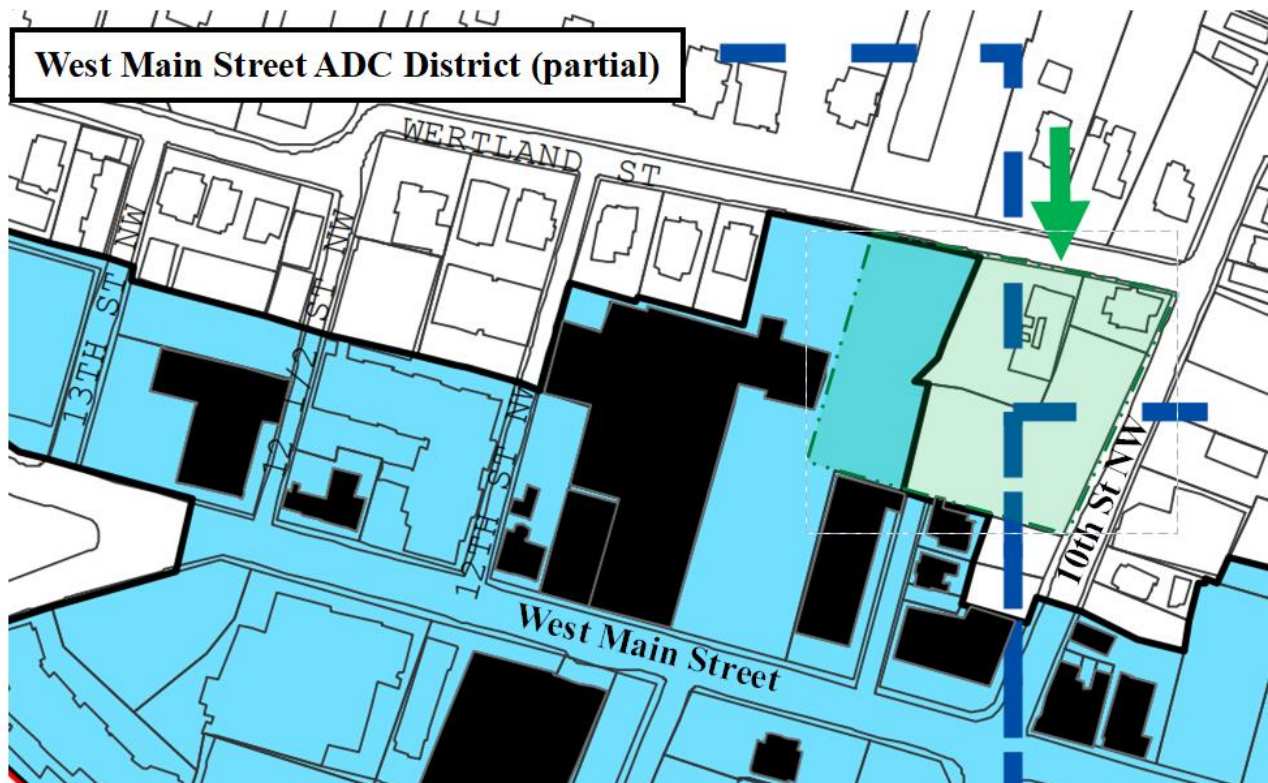 West Main Street ADC District (partial)
WERTLAND ST
13TH ST NW
12 1/2 ST NW
12TH ST NW
10th St NW
West Main Street